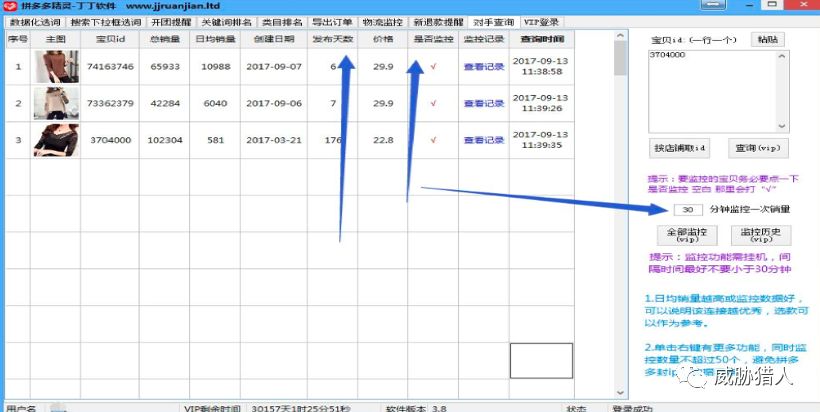 拼多多精灵-丁丁软件 www.jjruanjian.ltd
数据化选词 搜索下拉框选词 开团提醒 关键词排名 类目排名 导出订单 物流监控 新退款提醒 对手查询 VIP登录
序号 主图 宝贝id 总销量 日均销量 创建日期 发布天数 价格 是否监控 监控记录 查询时间
1 74163746 65933 10988 2017-09-07 6 29.9 √ 查看记录 2017-09-13 11:38:58
2 73362379 42284 6040 2017-09-06 7 29.9 √ 查看记录 2017-09-13 11:39:26
3 3704000 102304 581 2017-03-21 176 22.8 √ 查看记录 2017-09-13 11:39:35
宝贝id:(一行一个) 粘贴
3704000
按店铺取id 查询(vip)
提示：要监控的宝贝务必要点一下
是否监控 空白 那里会打 “√”
30 分钟监控一次销量
全部监控(vip) 监控历史(vip)
提示：监控功能需挂机，间
隔时间最好不要小于30分钟
1.日均销量越高或监控数据好，
可以说明该连接越优秀，选款可
以作为参考。
2.单击右键有更多功能，同时监
控数量不超过50个，避免拼多
多封ip
威胁猎人
用户名 VIP剩余时间 30157天1时25分51秒 软件版本 3.8 状态 登录成功